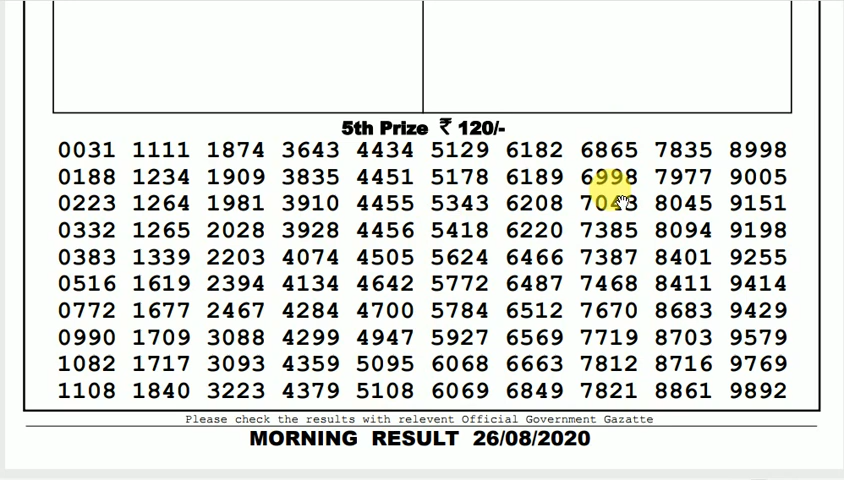 5th Prize ₹ 120/-
0031 1111 1874 3643 4434 5129 6182 6865 7835 8998
0188 1234 1909 3835 4451 5178 6189 6998 7977 9005
0223 1264 1981 3910 4455 5343 6208 7043 8045 9151
0332 1265 2028 3928 4456 5418 6220 7385 8094 9198
0383 1339 2203 4074 4505 5624 6466 7387 8401 9255
0516 1619 2394 4134 4642 5772 6487 7468 8411 9414
0772 1677 2467 4284 4700 5784 6512 7670 8683 9429
0990 1709 3088 4299 4947 5927 6569 7719 8703 9579
1082 1717 3093 4359 5095 6068 6663 7812 8716 9769
1108 1840 3223 4379 5108 6069 6849 7821 8861 9892
Please check the results with relevent Official Government Gazatte
MORNING RESULT 26/08/2020